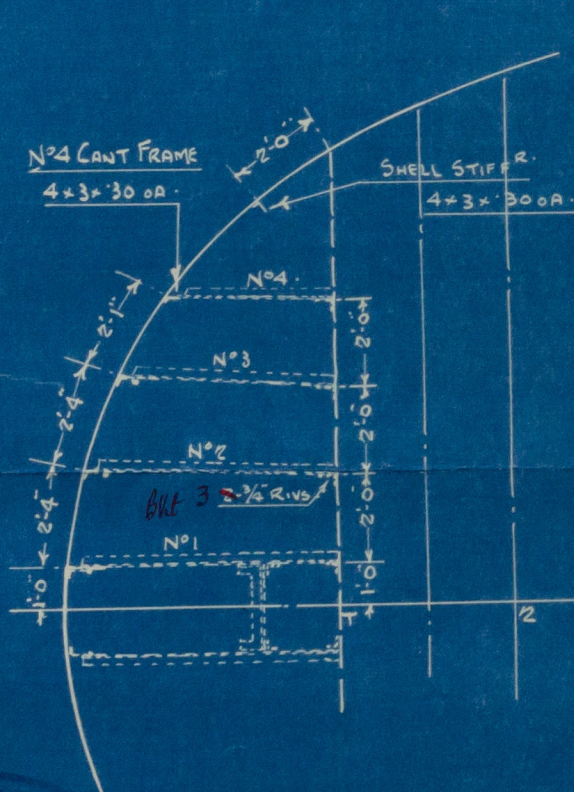 2'-0"
Nº4 CANT FRAME
4 × 3 × ·30 OA.
SHELL STIFFR.
4 × 3 × ·30 OA.
Nº4.
2'-1"
2'-0"
Nº3
2'-4"
2'-0"
Nº2
Bkt 3
2-3/4" RIVS
2'-4"
2'-0"
Nº1
1'-0"
1'-0"
T
2